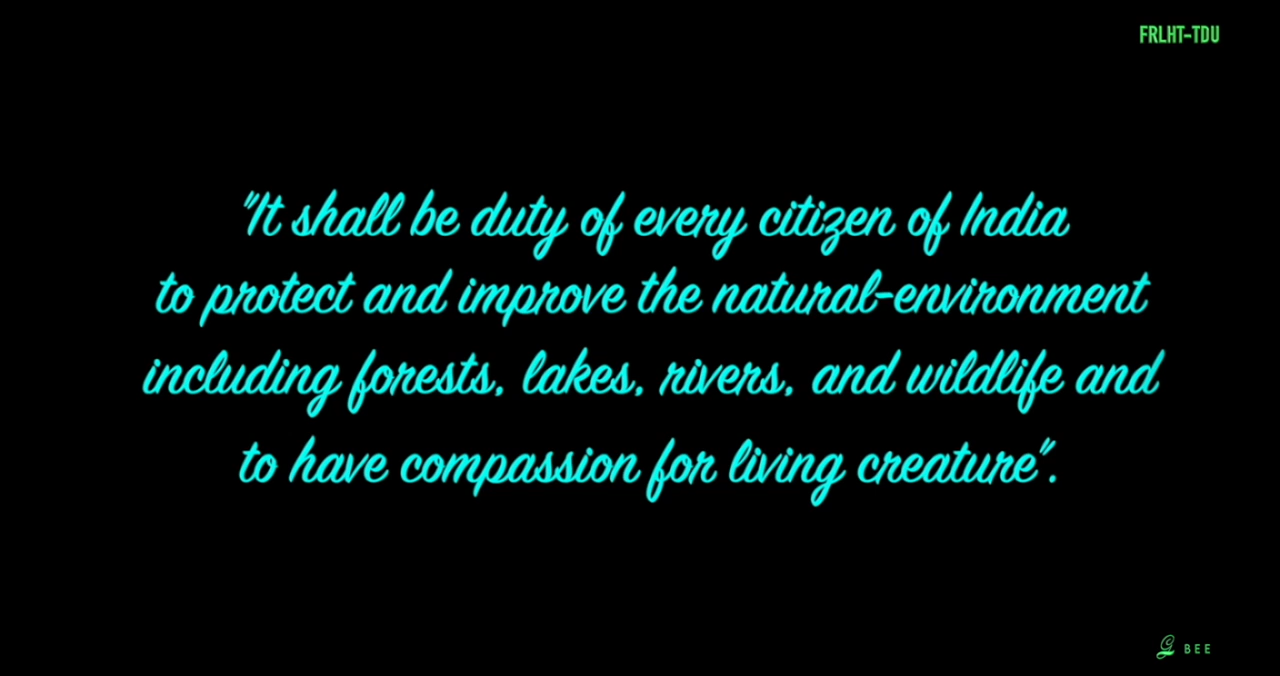 FRLHT-TDU
"It shall be duty of every citizen of India
to protect and improve the natural-environment
including forests, lakes, rivers, and wildlife and
to have compassion for living creature".
G BEE